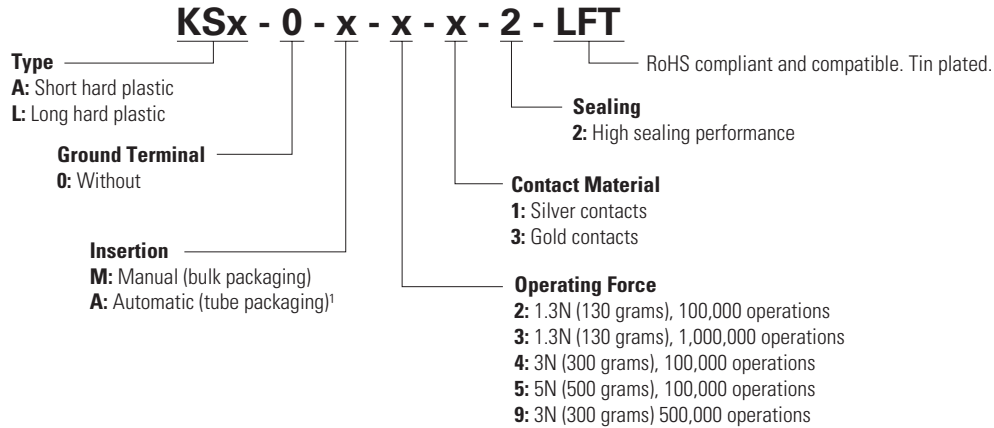 KSx - 0 - x - x - x - 2 - LFT
Type
A: Short hard plastic
L: Long hard plastic
RoHS compliant and compatible. Tin plated.
Sealing
2: High sealing performance
Ground Terminal
0: Without
Contact Material
1: Silver contacts
3: Gold contacts
Insertion
M: Manual (bulk packaging)
A: Automatic (tube packaging)¹
Operating Force
2: 1.3N (130 grams), 100,000 operations
3: 1.3N (130 grams), 1,000,000 operations
4: 3N (300 grams), 100,000 operations
5: 5N (500 grams), 100,000 operations
9: 3N (300 grams) 500,000 operations